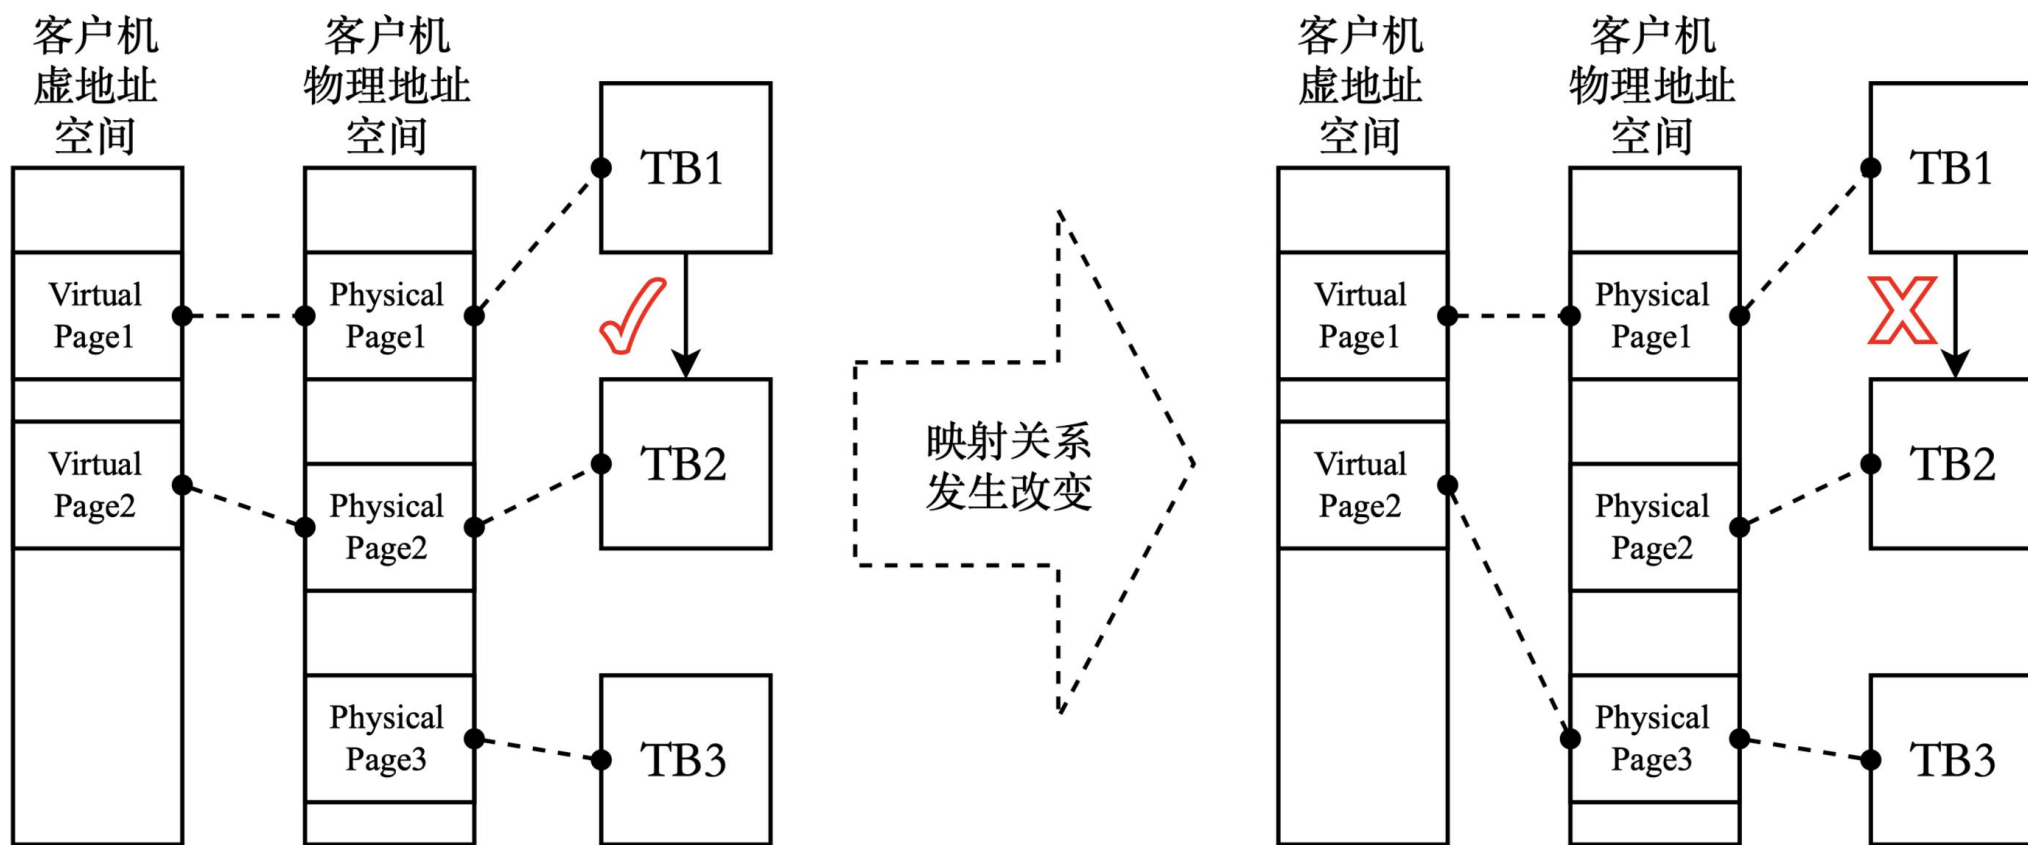 客户机
虚地址
空间
客户机
物理地址
空间
TB1
Virtual
Page1
Physical
Page1
Virtual
Page2
Physical
Page2
TB2
Physical
Page3
TB3
映射关系
发生改变
客户机
虚地址
空间
客户机
物理地址
空间
TB1
Virtual
Page1
Physical
Page1
Virtual
Page2
Physical
Page2
TB2
Physical
Page3
TB3